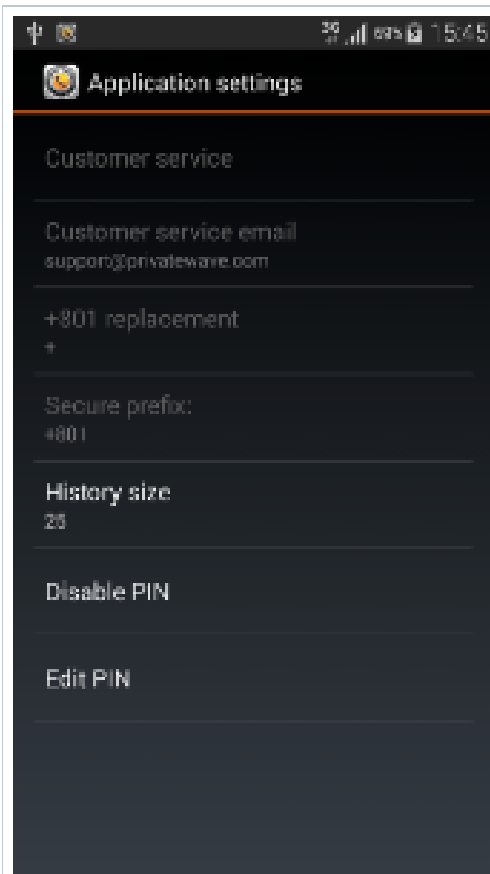 15:45
Application settings
Customer service
Customer service email
support@privatewave.com
+801 replacement
+
Secure prefix:
+801
History size
25
Disable PIN
Edit PIN